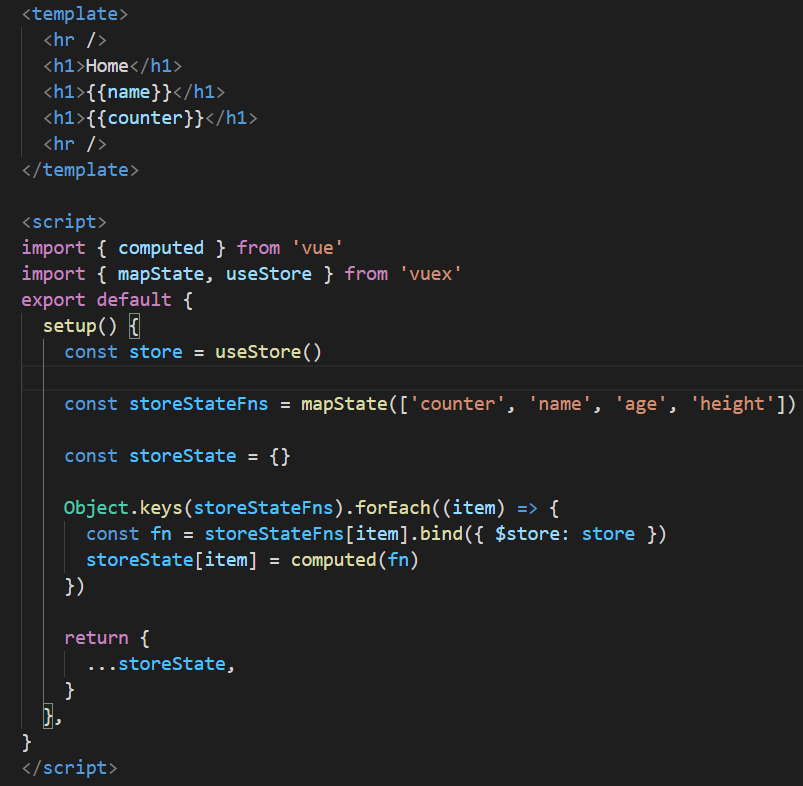 <template>
  <hr />
  <h1>Home</h1>
  <h1>{{name}}</h1>
  <h1>{{counter}}</h1>
  <hr />
</template>

<script>
import { computed } from 'vue'
import { mapState, useStore } from 'vuex'
export default {
  setup() {
    const store = useStore()

    const storeStateFns = mapState(['counter', 'name', 'age', 'height'])

    const storeState = {}

    Object.keys(storeStateFns).forEach((item) => {
      const fn = storeStateFns[item].bind({ $store: store })
      storeState[item] = computed(fn)
    })

    return {
      ...storeState,
    }
  },
}
</script>